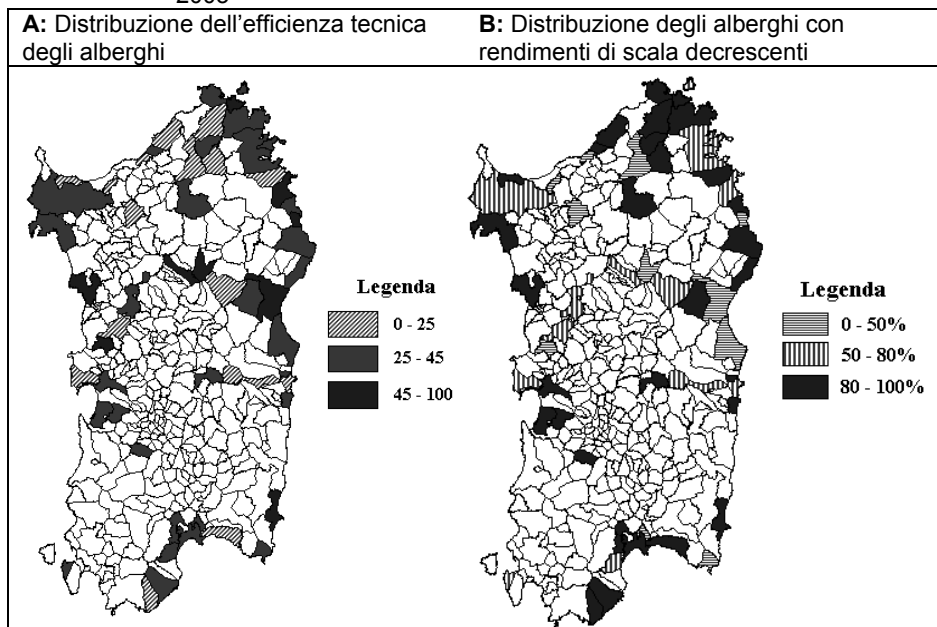 A: Distribuzione dell'efficienza tecnica
degli alberghi
B: Distribuzione degli alberghi con
rendimenti di scala decrescenti
Legenda
0 - 25
25 - 45
45 - 100
Legenda
0 - 50%
50 - 80%
80 - 100%